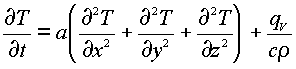 ∂T/∂t = a(∂²T/∂x² + ∂²T/∂y² + ∂²T/∂z²) + q_V/cρ